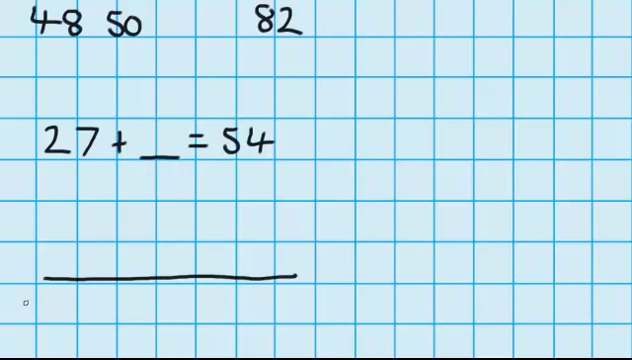 48 50 82
27 + __ = 54